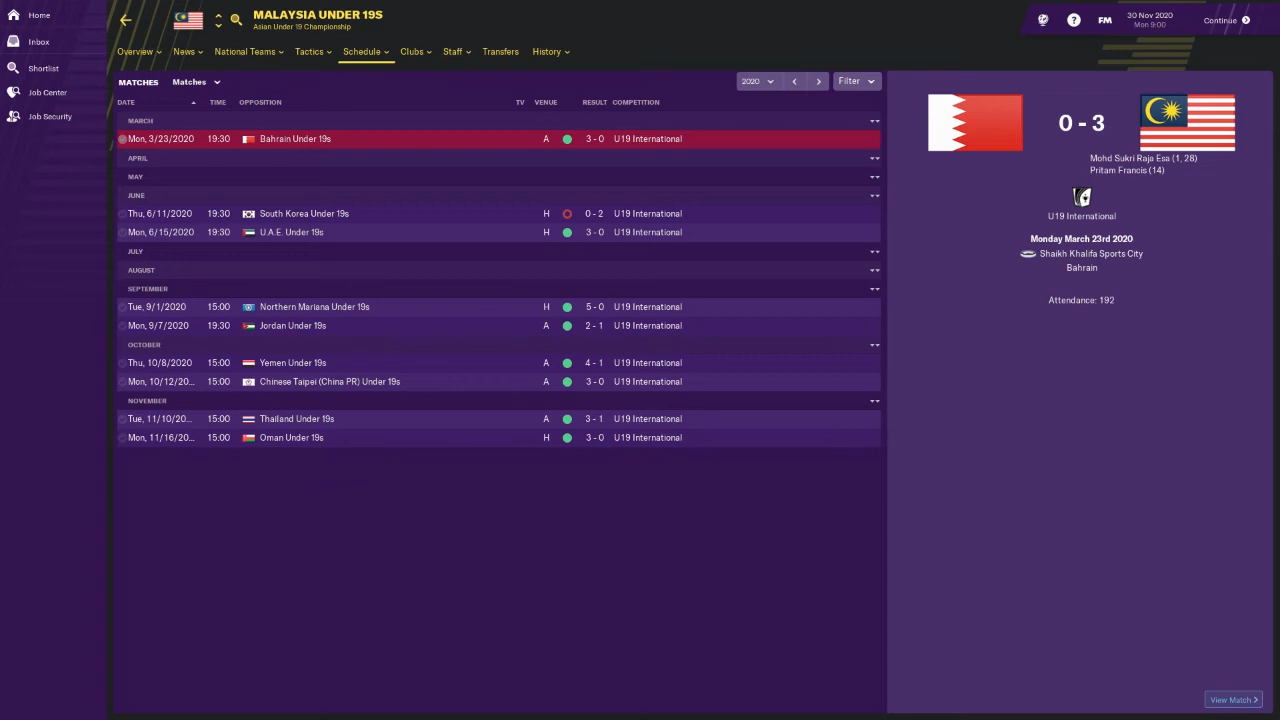 Home
Inbox
Shortlist
Job Center
Job Security
MALAYSIA UNDER 19S
Asian Under 19 Championship
? FM 30 Nov 2020 Continue
Mon 9:00
Overview News National Teams Tactics Schedule Clubs Staff Transfers History
MATCHES Matches 2020 Filter
DATE TIME OPPOSITION TV VENUE RESULT COMPETITION
MARCH
Mon, 3/23/2020 19:30 Bahrain Under 19s A 3 - 0 U19 International
APRIL
MAY
JUNE
Thu, 6/11/2020 19:30 South Korea Under 19s H 0 - 2 U19 International
Mon, 6/15/2020 19:30 U.A.E. Under 19s H 3 - 0 U19 International
JULY
AUGUST
SEPTEMBER
Tue, 9/1/2020 15:00 Northern Mariana Under 19s H 5 - 0 U19 International
Mon, 9/7/2020 19:30 Jordan Under 19s A 2 - 1 U19 International
OCTOBER
Thu, 10/8/2020 15:00 Yemen Under 19s A 4 - 1 U19 International
Mon, 10/12/20... 15:00 Chinese Taipei (China PR) Under 19s A 3 - 0 U19 International
NOVEMBER
Tue, 11/10/20... 15:00 Thailand Under 19s A 3 - 1 U19 International
Mon, 11/16/20... 15:00 Oman Under 19s H 3 - 0 U19 International
0 - 3
Mohd Sukri Raja Esa (1, 28)
Pritam Francis (14)
U19 International
Monday March 23rd 2020
Shaikh Khalifa Sports City
Bahrain
Attendance: 192
View Match